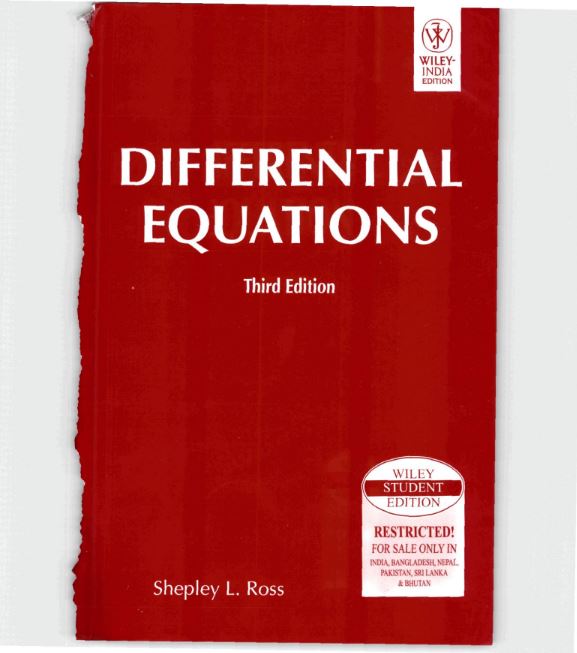 WILEY-
INDIA
EDITION
DIFFERENTIAL
EQUATIONS
Third Edition
WILEY
STUDENT
EDITION
RESTRICTED!
FOR SALE ONLY IN
INDIA, BANGLADESH, NEPAL,
PAKISTAN, SRI LANKA
& BHUTAN
Shepley L. Ross